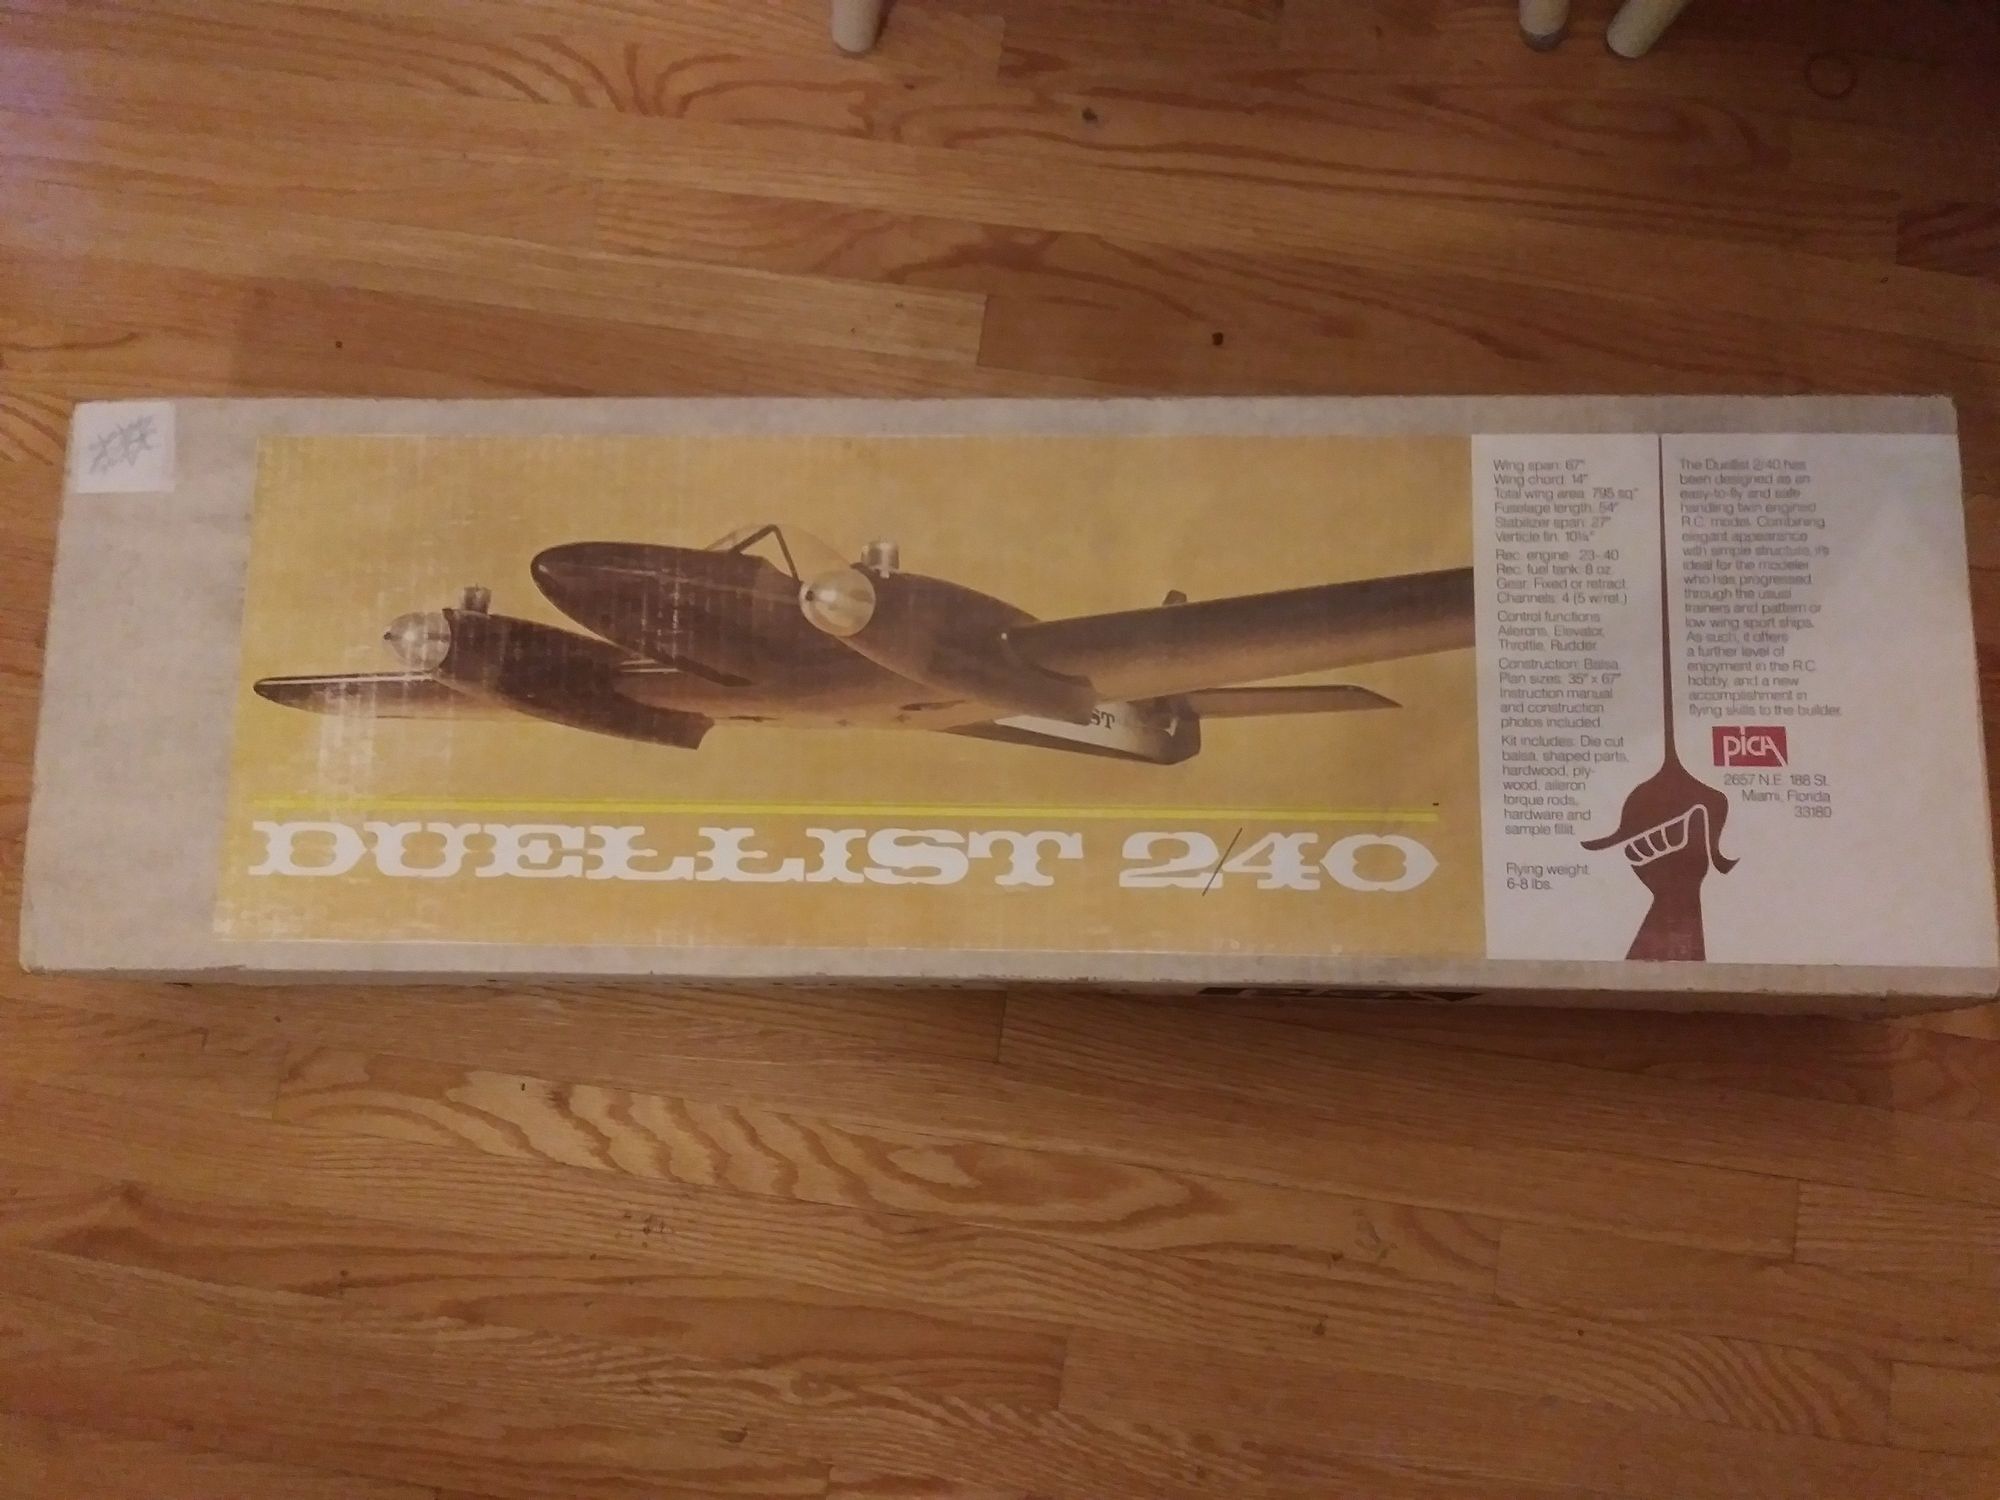 ST
DUELLIST 2/40
Wing span: 67"
Wing chord: 14"
Total wing area: 795 sq"
Fuselage length: 54"
Stabilizer span: 27"
Verticle fin: 10¼"
Rec. engine: 23-40
Rec. fuel tank: 8 oz.
Gear: Fixed or retract.
Channels: 4 (5 w/ret.)
Control functions:
Ailerons, Elevator,
Throttle, Rudder
Construction: Balsa
Plan sizes: 35" x 67"
Instruction manual
and construction
photos included.
Kit includes: Die cut
balsa, shaped parts,
hardwood, ply-
wood, aileron
torque rods,
hardware and
sample fillit.
Flying weight:
6-8 lbs.
The Duellist 2/40 has
been designed as an
easy-to-fly and safe
handling twin engined
R.C. model. Combining
elegant appearance
with simple structure, it's
ideal for the modeler
who has progressed
through the usual
trainers and pattern or
low wing sport ships.
As such, it offers
a further level of
enjoyment in the R.C.
hobby, and a new
accomplishment in
flying skills to the builder.
pica
2657 N.E. 188 St.
Miami, Florida
33180